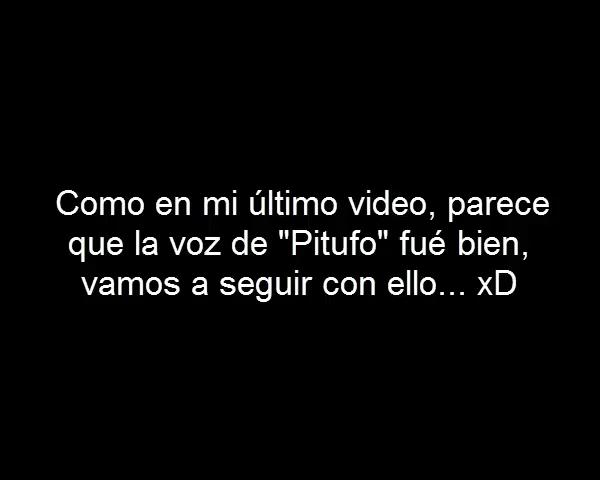 Como en mi último video, parece
que la voz de "Pitufo" fué bien,
vamos a seguir con ello... xD